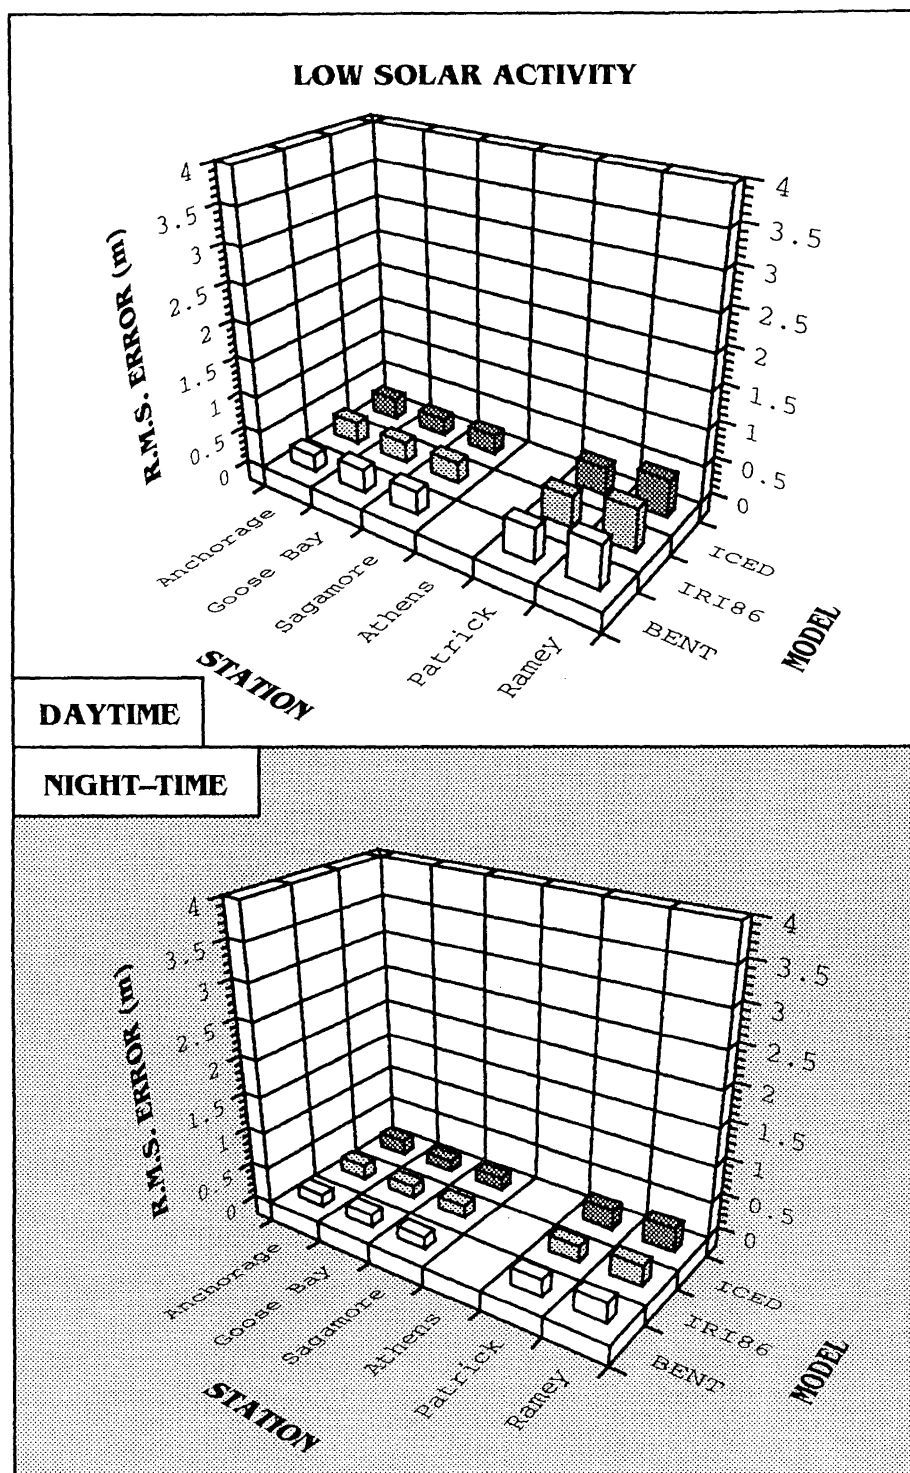 LOW SOLAR ACTIVITY
R.M.S. ERROR (m)
4
3.5
3
2.5
2
1.5
1
0.5
0
4
3.5
3
2.5
2
1.5
1
0.5
0
Anchorage
Goose Bay
Sagamore
Athens
Patrick
Ramey
STATION
ICED
IRI86
BENT
MODEL
DAYTIME
NIGHT–TIME
R.M.S. ERROR (m)
4
3.5
3
2.5
2
1.5
1
0.5
0
4
3.5
3
2.5
2
1.5
1
0.5
0
Anchorage
Goose Bay
Sagamore
Athens
Patrick
Ramey
STATION
ICED
IRI86
BENT
MODEL